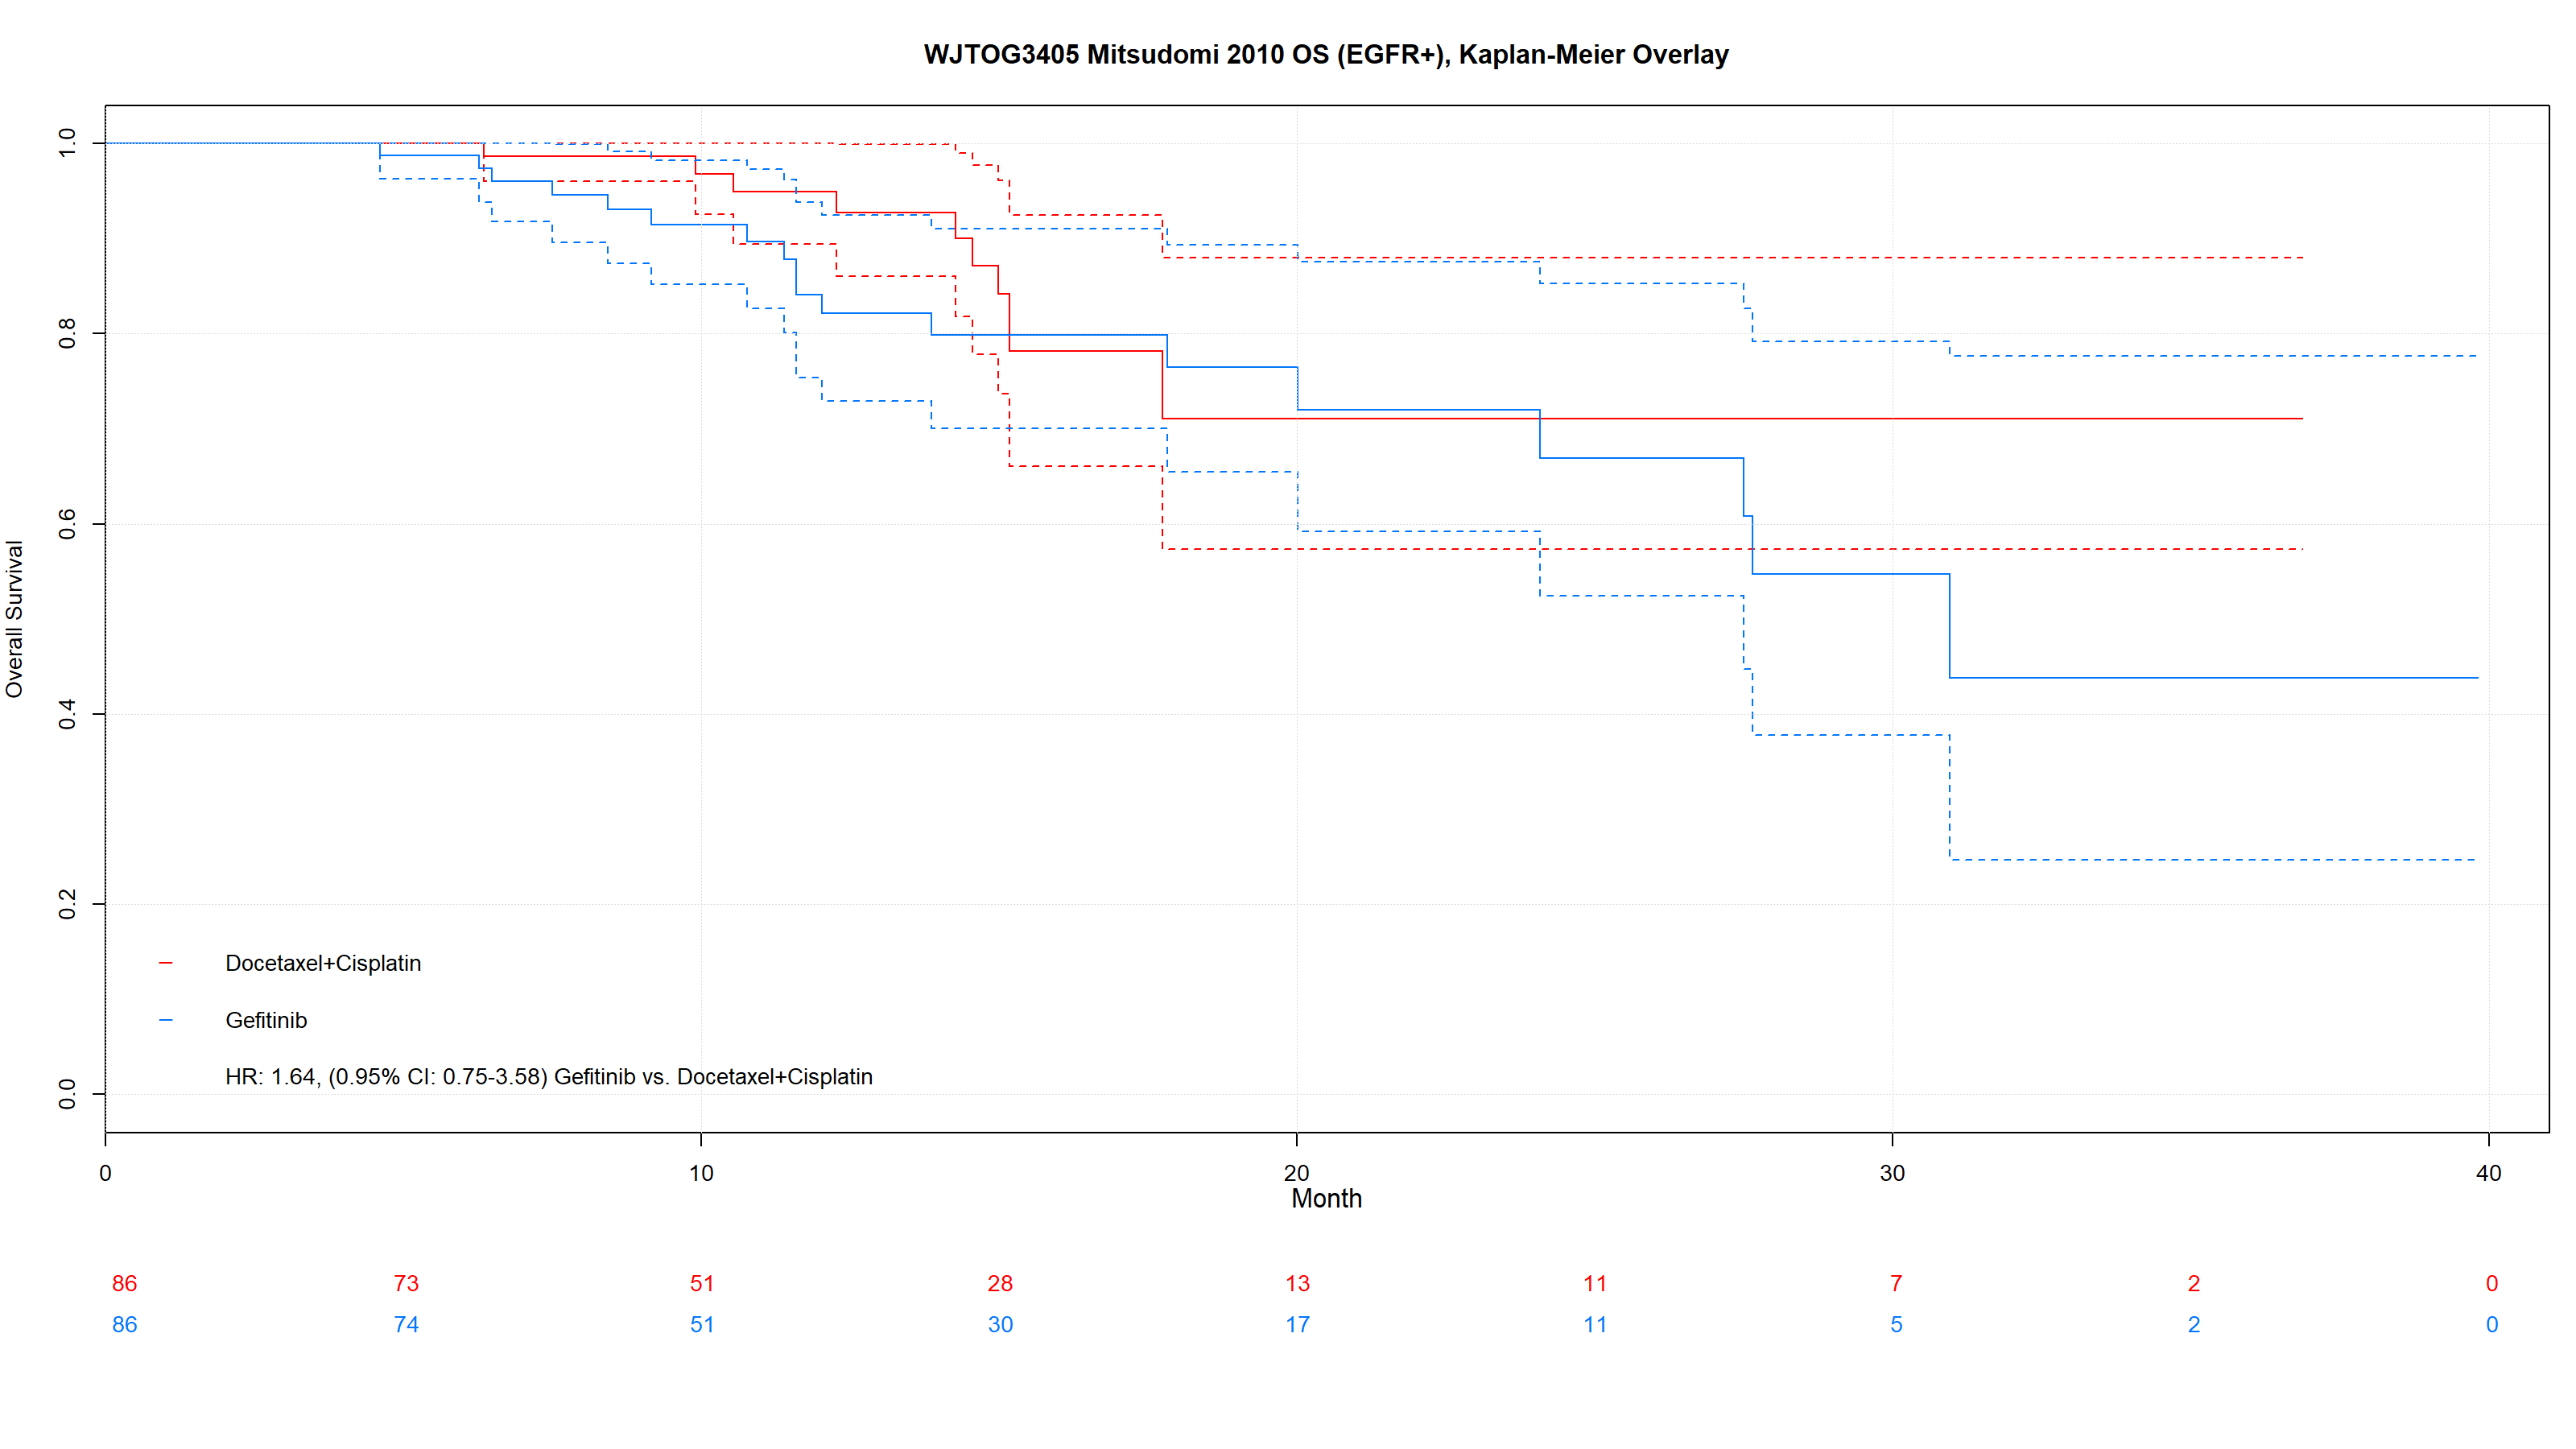 WJTOG3405 Mitsudomi 2010 OS (EGFR+), Kaplan-Meier Overlay
Overall Survival
1.0
0.8
0.6
0.4
0.2
0.0
Docetaxel+Cisplatin
Gefitinib
HR: 1.64, (0.95% CI: 0.75-3.58) Gefitinib vs. Docetaxel+Cisplatin
0 10 20 30 40
Month
86 73 51 28 13 11 7 2 0
86 74 51 30 17 11 5 2 0